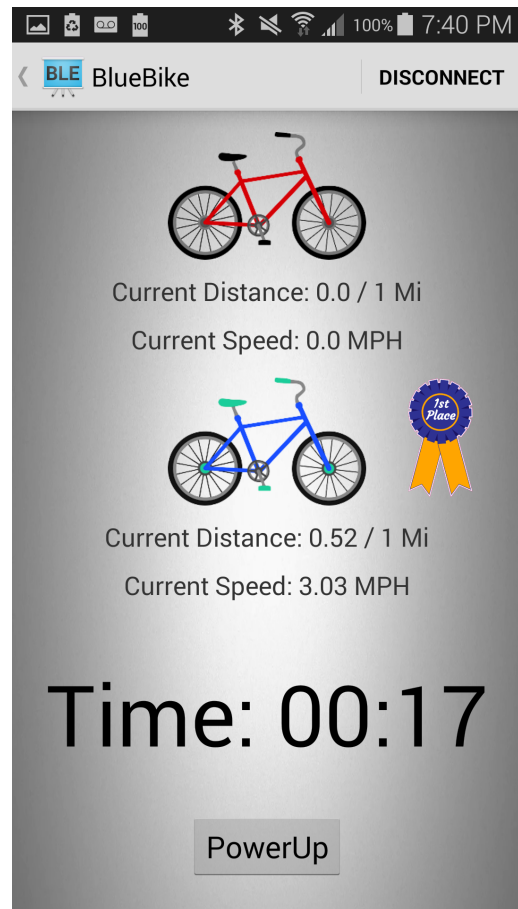 100
100% 7:40 PM
BLE BlueBike DISCONNECT
Current Distance: 0.0 / 1 Mi
Current Speed: 0.0 MPH
1st
Place
Current Distance: 0.52 / 1 Mi
Current Speed: 3.03 MPH
Time: 00:17
PowerUp